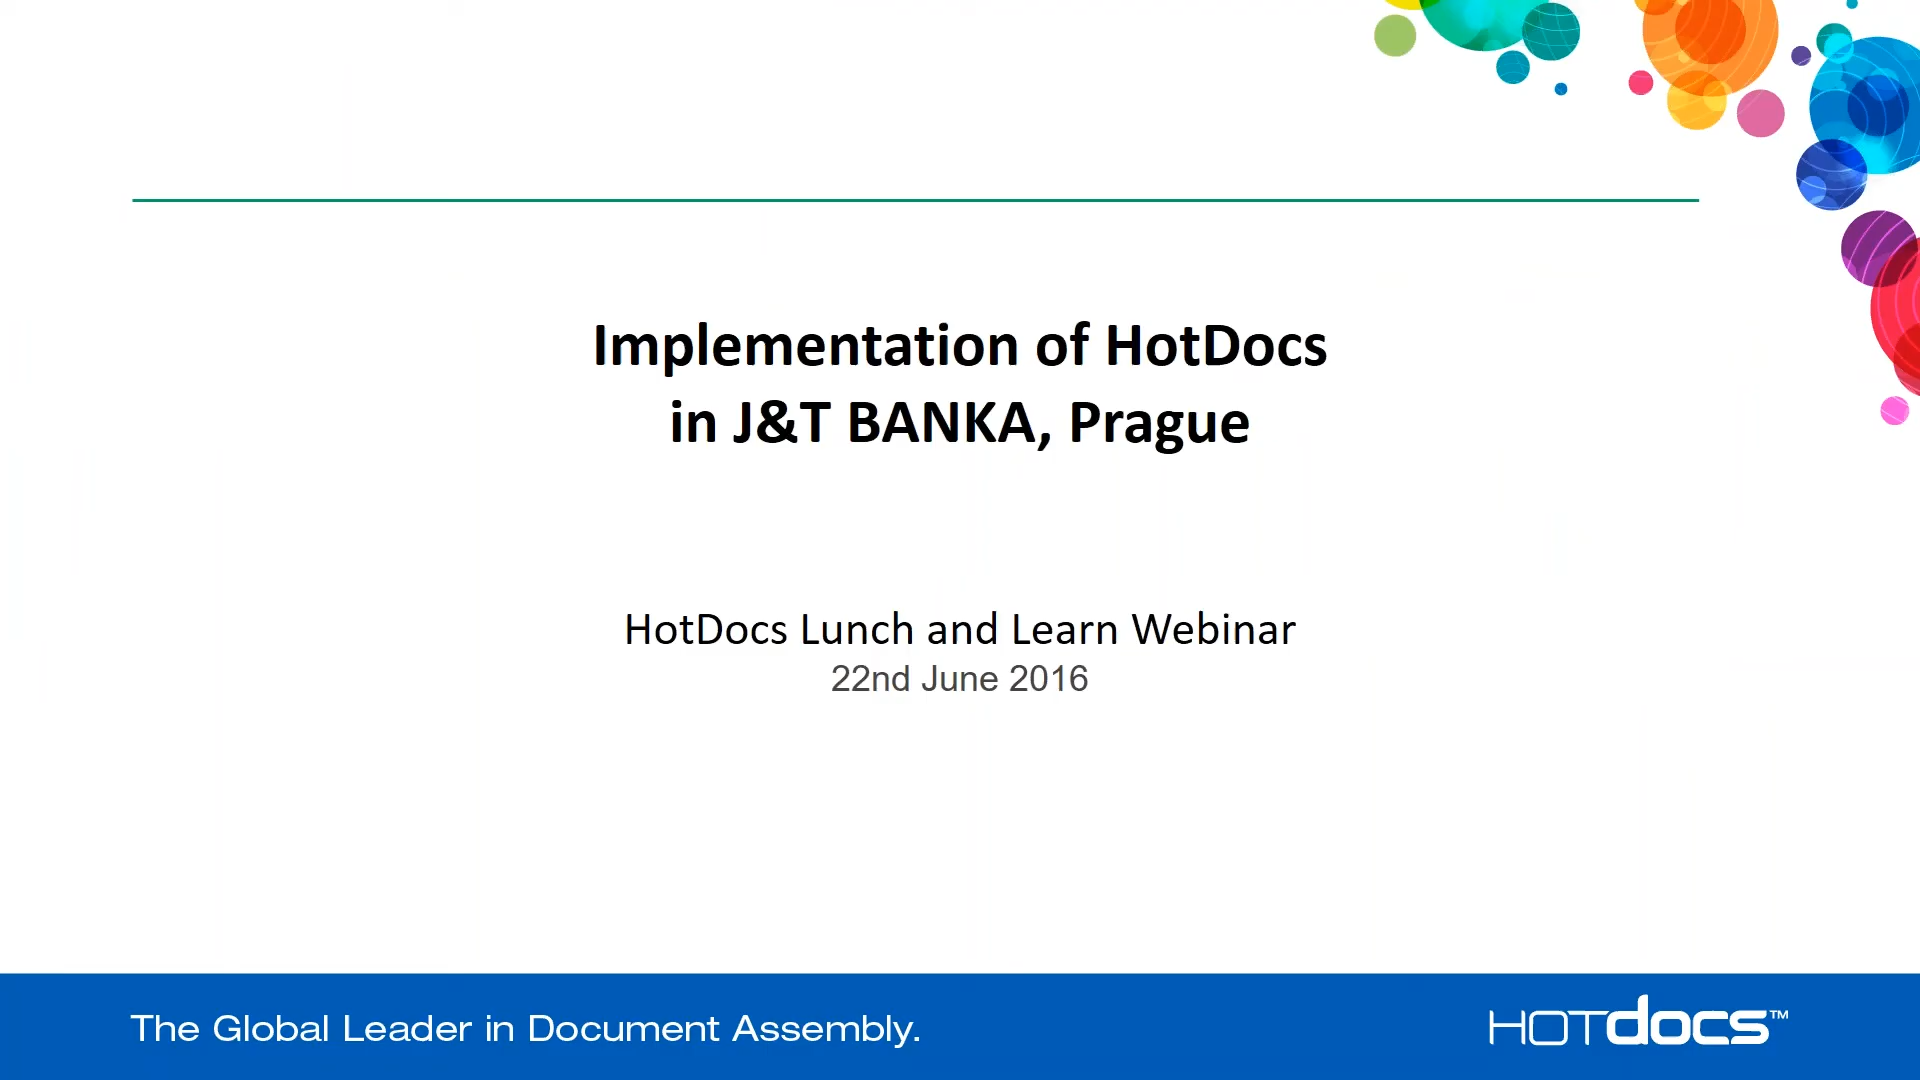 Implementation of HotDocs
in J&T BANKA, Prague
HotDocs Lunch and Learn Webinar
22nd June 2016
The Global Leader in Document Assembly.
HOTdocs™